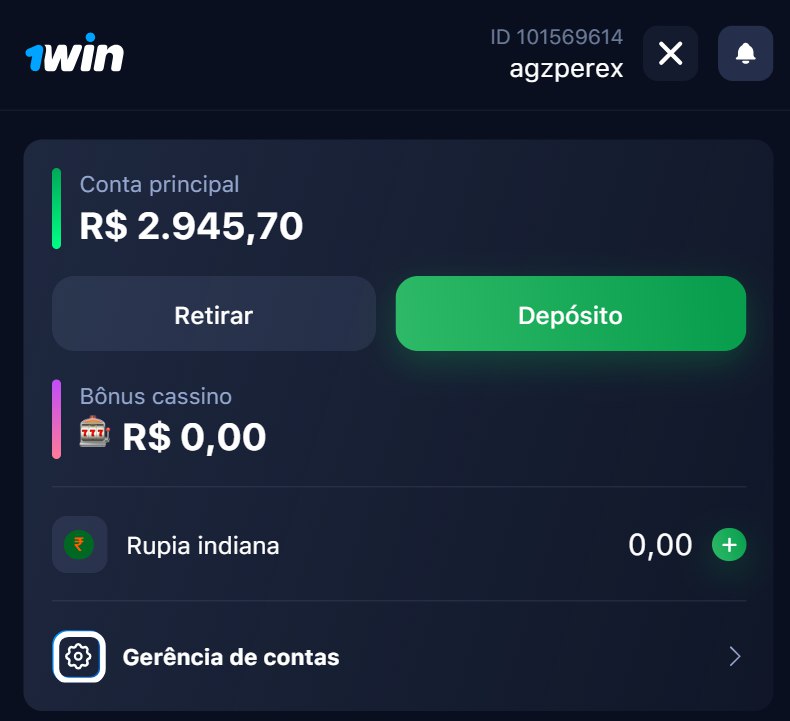 1win
ID 101569614
agzperex
Conta principal
R$ 2.945,70
Retirar
Depósito
Bônus cassino
777
R$ 0,00
₹
Rupia indiana
0,00
+
Gerência de contas